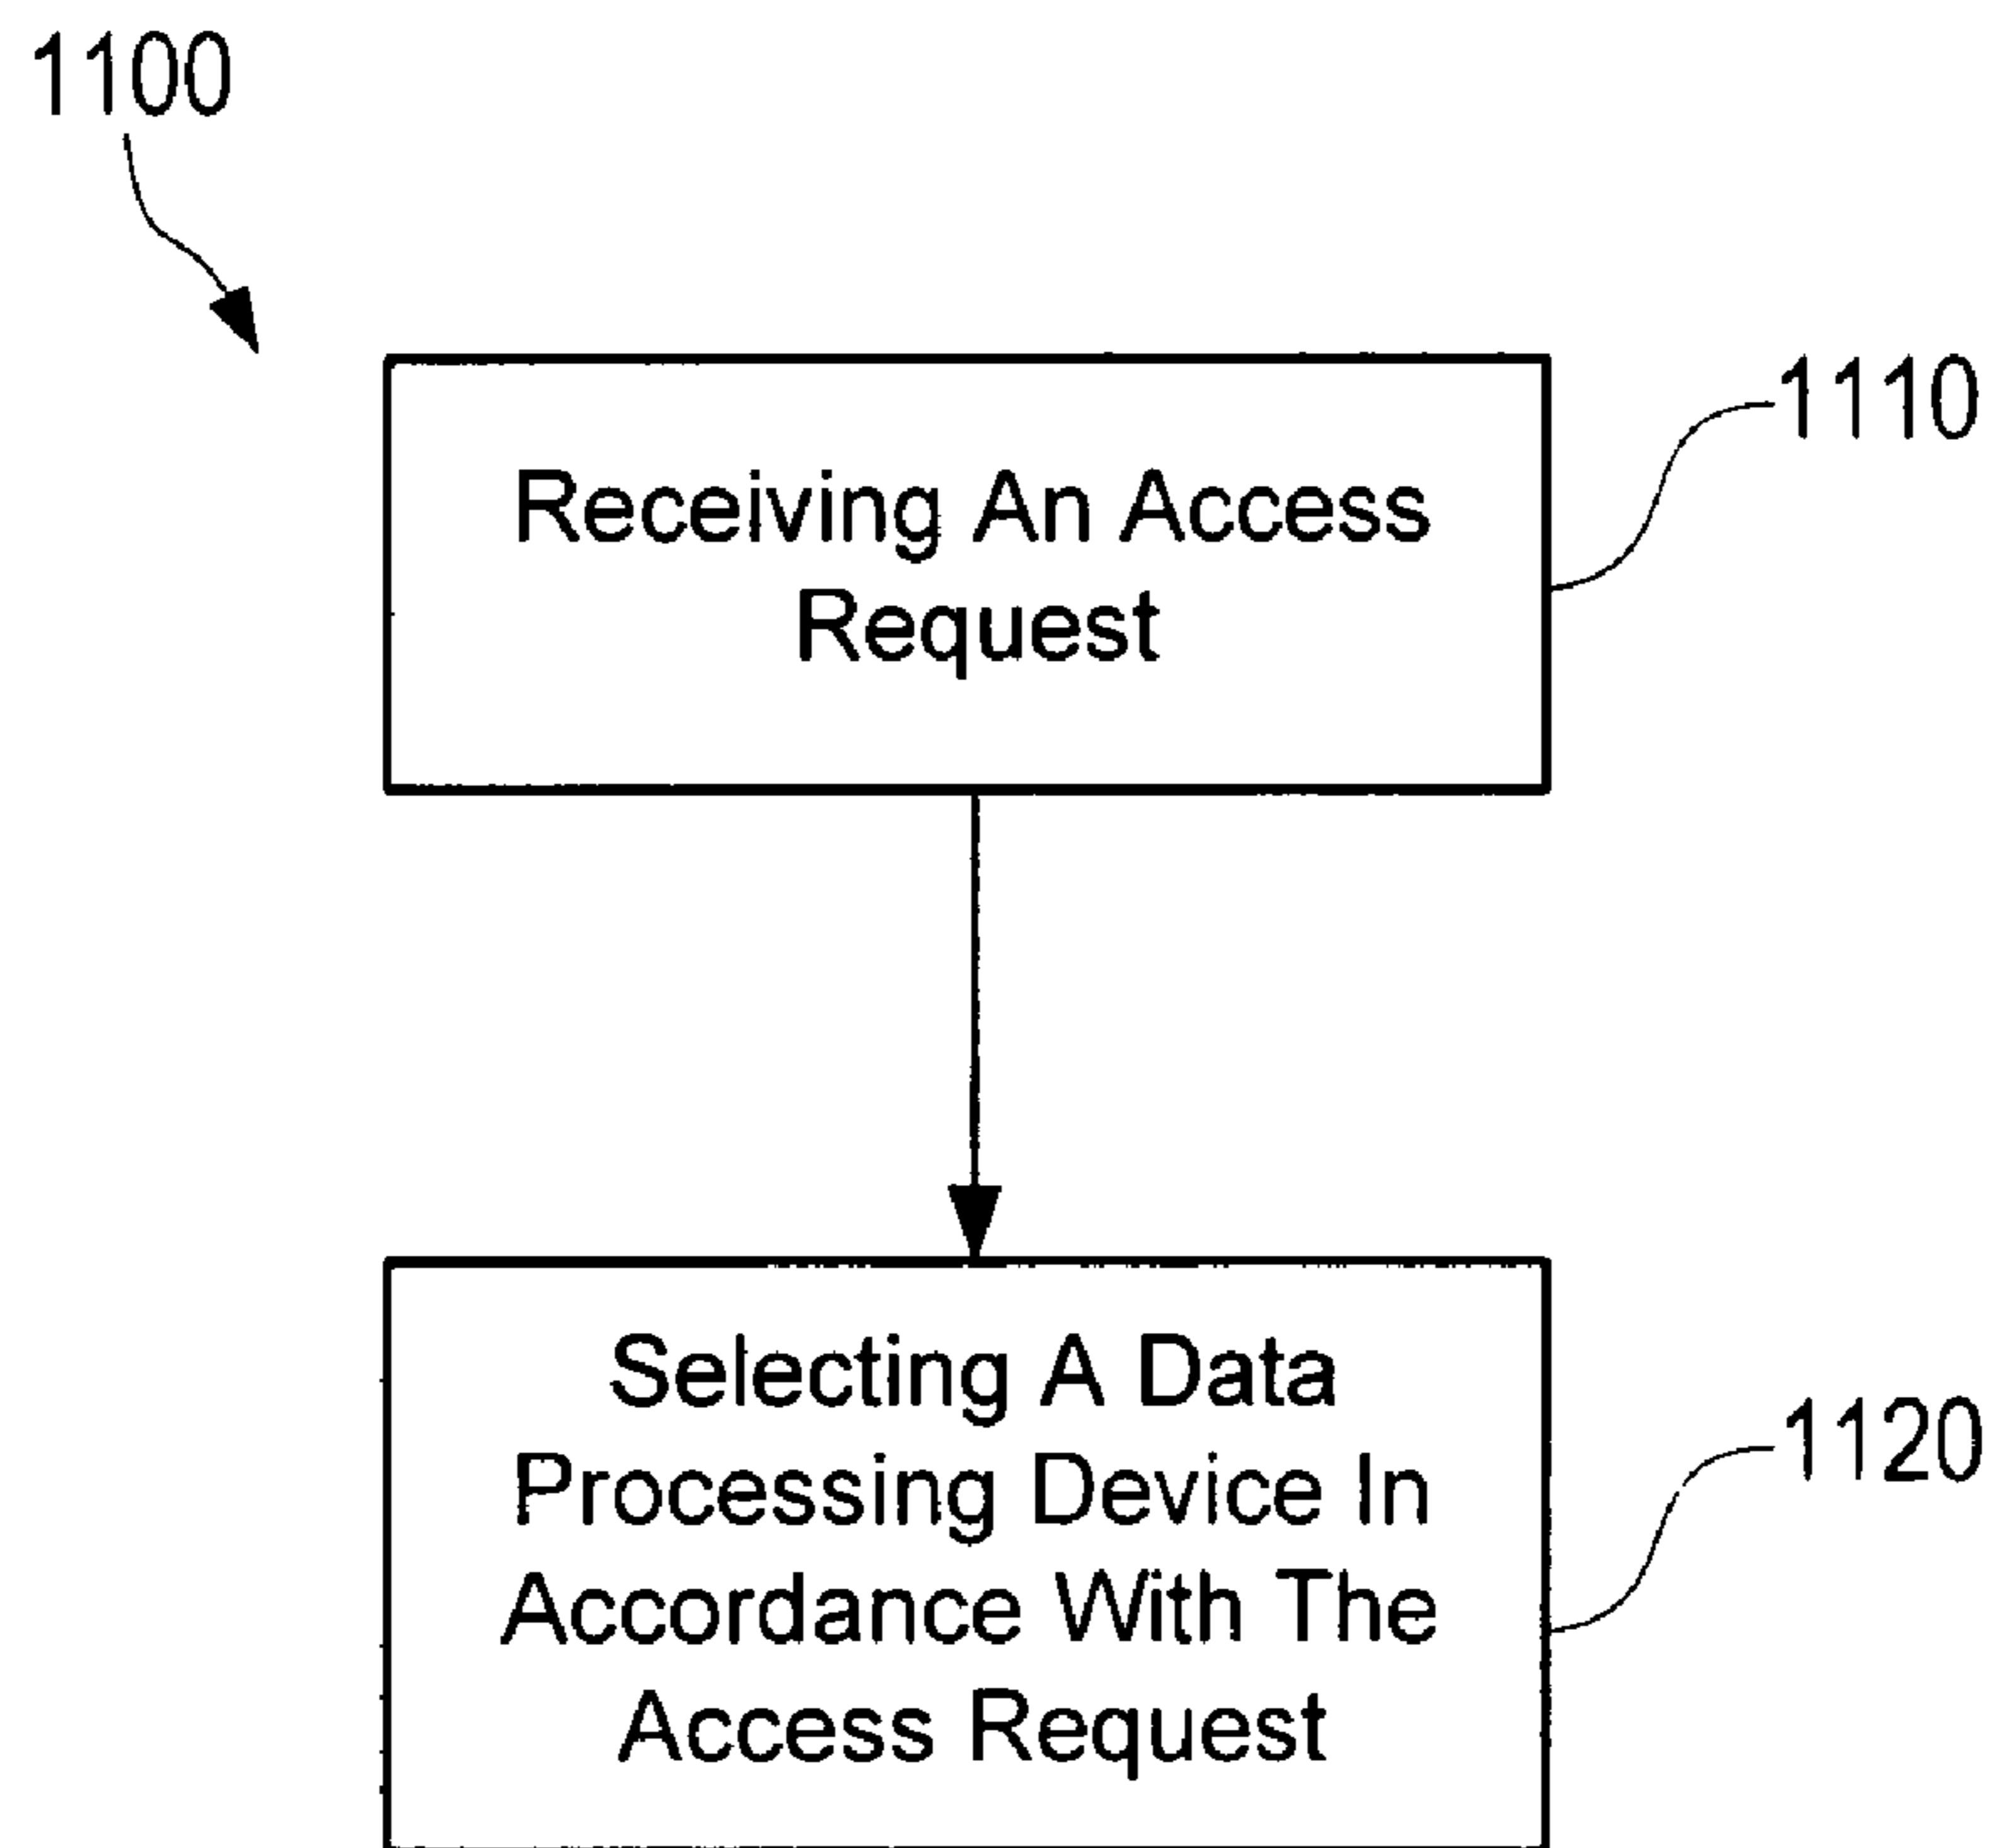 1100
1110
Receiving An Access
Request
Selecting A Data
Processing Device In
Accordance With The
Access Request
1120